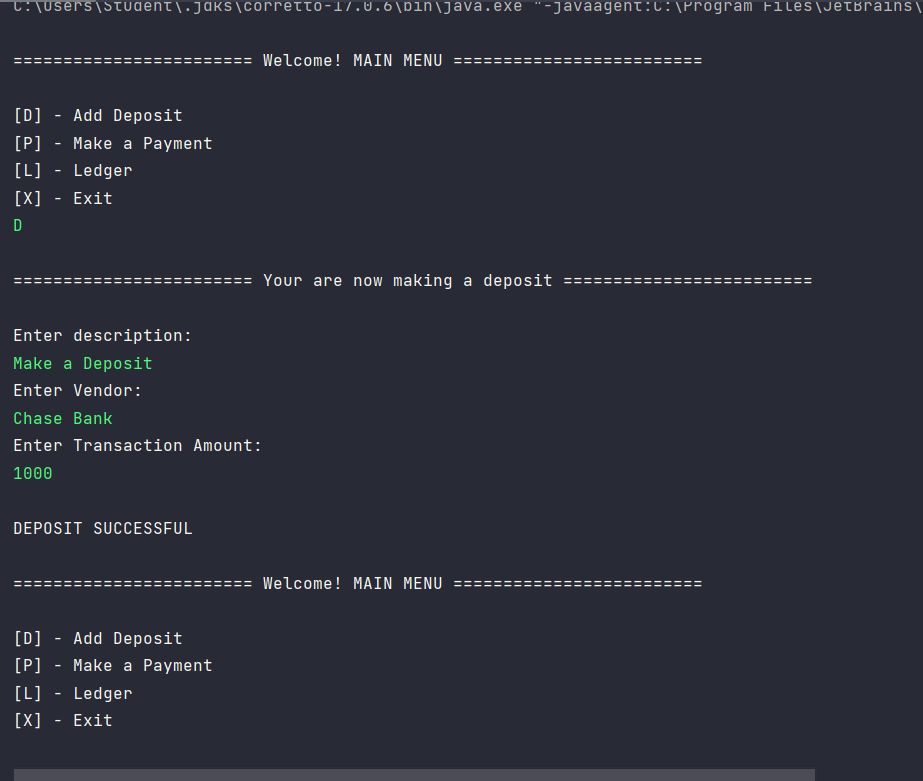 C:\Users\Student\.jdks\corretto-17.0.6\bin\java.exe "-javaagent:C:\Program Files\JetBrains\
======================== Welcome! MAIN MENU =========================
[D] - Add Deposit
[P] - Make a Payment
[L] - Ledger
[X] - Exit
D
======================== Your are now making a deposit =========================
Enter description:
Make a Deposit
Enter Vendor:
Chase Bank
Enter Transaction Amount:
1000
DEPOSIT SUCCESSFUL
======================== Welcome! MAIN MENU =========================
[D] - Add Deposit
[P] - Make a Payment
[L] - Ledger
[X] - Exit